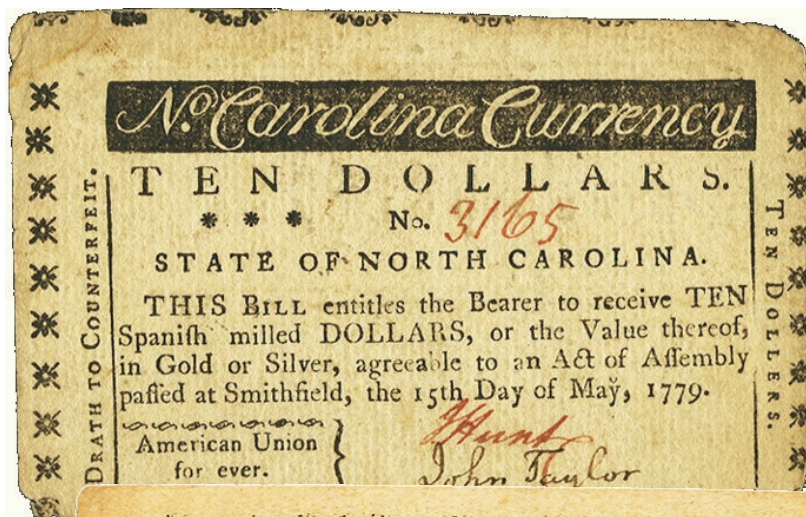 No. Carolina Currency
TEN DOLLARS.
* * * No. 3165
STATE OF NORTH CAROLINA.
THIS BILL entitles the Bearer to receive TEN
Spaniſh milled DOLLARS, or the Value thereof,
in Gold or Silver, agreeable to an Act of Aſſembly
paſſed at Smithfield, the 15th Day of May, 1779.
American Union
for ever.
J Hunt
John Taylor
DRATH TO COUNTERFEIT.
TEN DOLLERS.